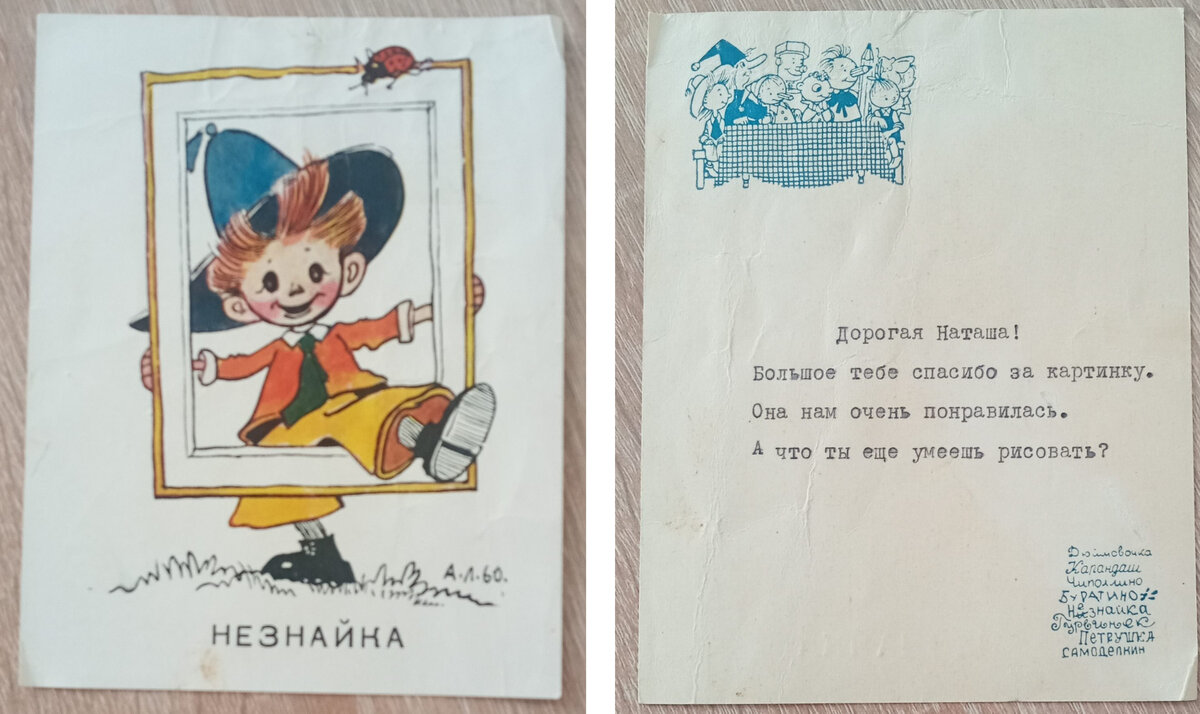 А.Л.60.
НЕЗНАЙКА
Дорогая Наташа!
Большое тебе спасибо за картинку.
Она нам очень понравилась.
А что ты еще умеешь рисовать?
Дюймовочка
Карандаш
Чиполлино
БУРАТИНО
Незнайка
Гурвинек
ПЕТРУШКА
САМОДЕЛКИН